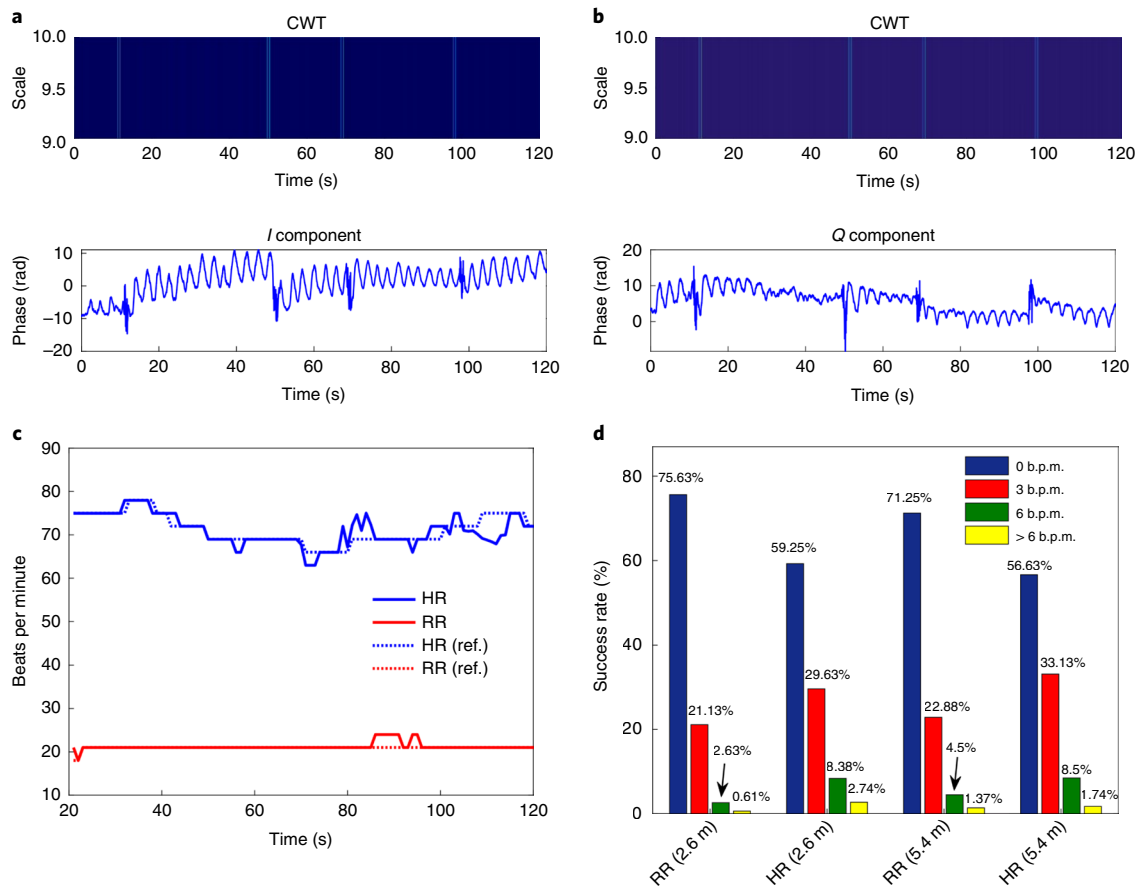 a
CWT
10.0
9.5
9.0
Scale
0 20 40 60 80 100 120
Time (s)
b
CWT
10.0
9.5
9.0
Scale
0 20 40 60 80 100 120
Time (s)
I component
10
0
−10
−20
Phase (rad)
0 20 40 60 80 100 120
Time (s)
Q component
20
10
0
Phase (rad)
0 20 40 60 80 100 120
Time (s)
c
90
80
70
60
50
40
30
20
10
Beats per minute
HR
RR
HR (ref.)
RR (ref.)
20 40 60 80 100 120
Time (s)
d
80
60
40
20
0
Success rate (%)
0 b.p.m.
3 b.p.m.
6 b.p.m.
> 6 b.p.m.
75.63%
21.13%
2.63%
0.61%
59.25%
29.63%
8.38%
2.74%
71.25%
22.88%
4.5%
1.37%
56.63%
33.13%
8.5%
1.74%
RR (2.6 m)
HR (2.6 m)
RR (5.4 m)
HR (5.4 m)